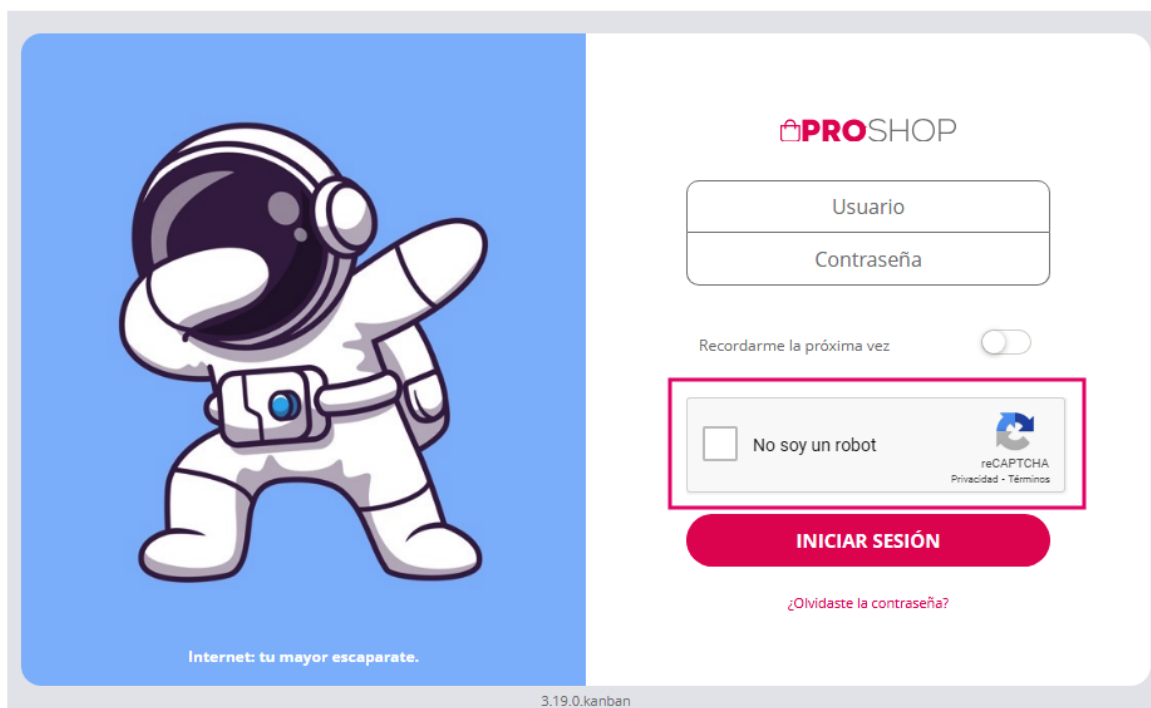 PROSHOP
Usuario
Contraseña
Recordarme la próxima vez
No soy un robot
reCAPTCHA
Privacidad - Términos
INICIAR SESIÓN
¿Olvidaste la contraseña?
Internet: tu mayor escaparate.
3.19.0.kanban